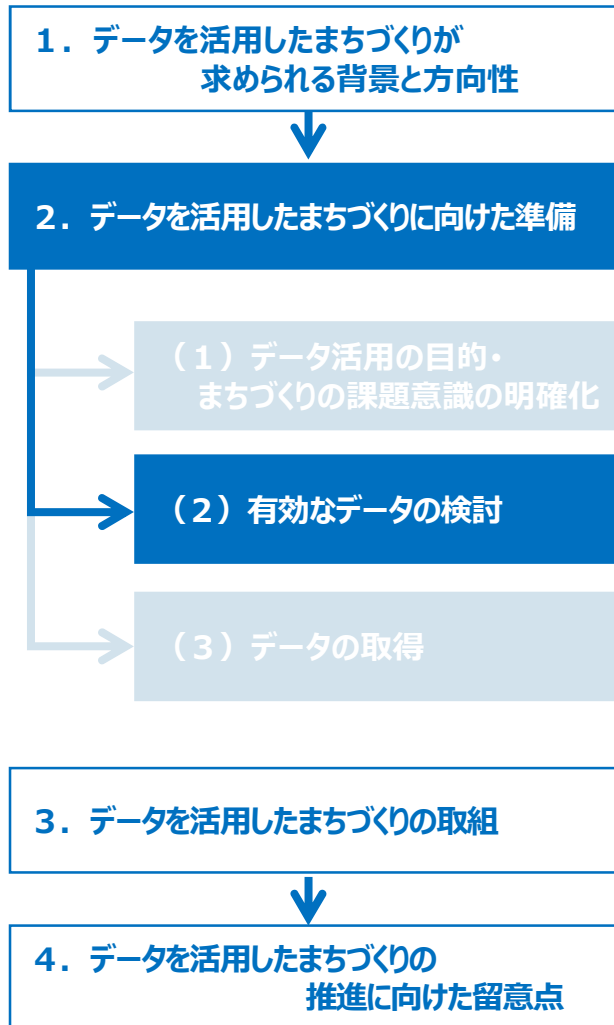 １．データを活用したまちづくりが
求められる背景と方向性
２．データを活用したまちづくりに向けた準備
（１）データ活用の目的・
まちづくりの課題意識の明確化
（２）有効なデータの検討
（３）データの取得
３．データを活用したまちづくりの取組
４．データを活用したまちづくりの
推進に向けた留意点